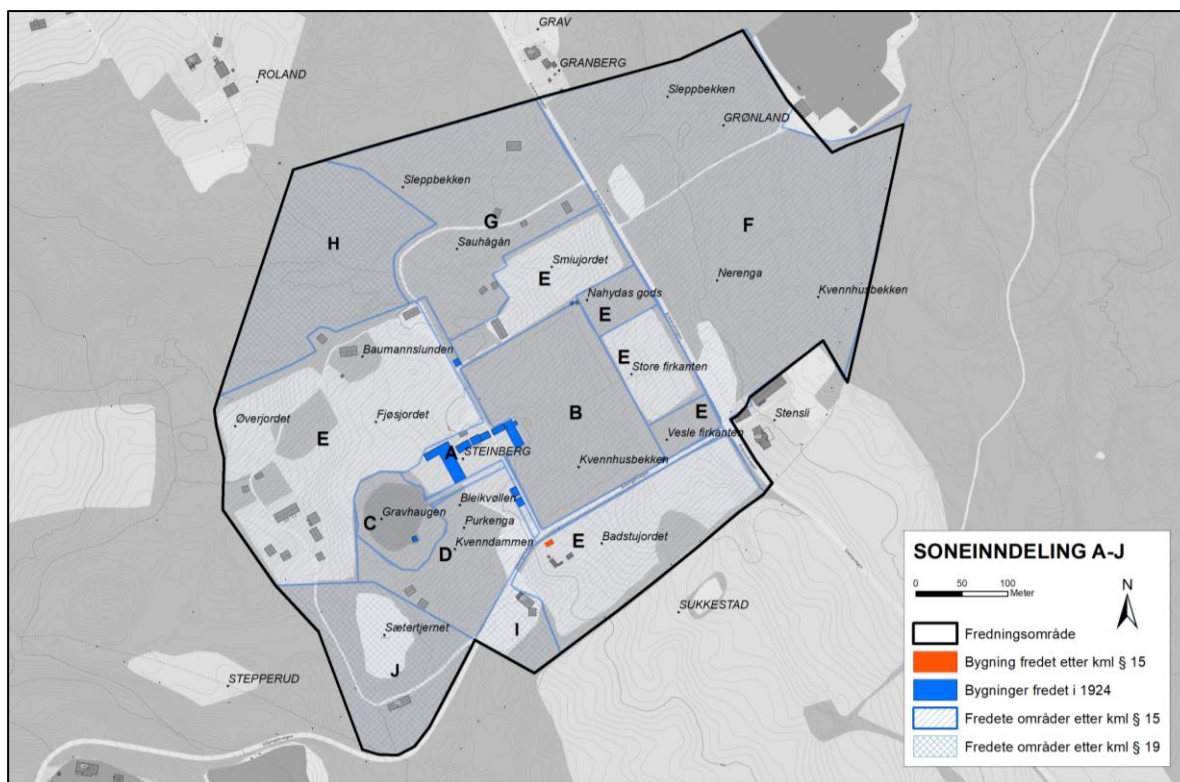 GRAV
ROLAND
GRANBERG
Sleppbekken
GRØNLAND
Sleppbekken
G
F
H
Sauhågån
Smiujordet
E
Nerenga
Nahydas gods
Kvennhusbekken
E
Baumannslunden
E
Store firkanten
Øverjordet
Fjøsjordet
B
E
Stensli
E
Vesle firkanten
A
STEINBERG
Kvennhusbekken
Bleikvøllen
C
Gravhaugen
Purkenga
Kvenndammen
D
E
Badstujordet
SUKKESTAD
Sætertjernet
I
J
STEPPERUD
SONEINNDELING A-J
0 50 100
Meter
N
Fredningsområde
Bygning fredet etter kml § 15
Bygninger fredet i 1924
Fredete områder etter kml § 15
Fredete områder etter kml § 19